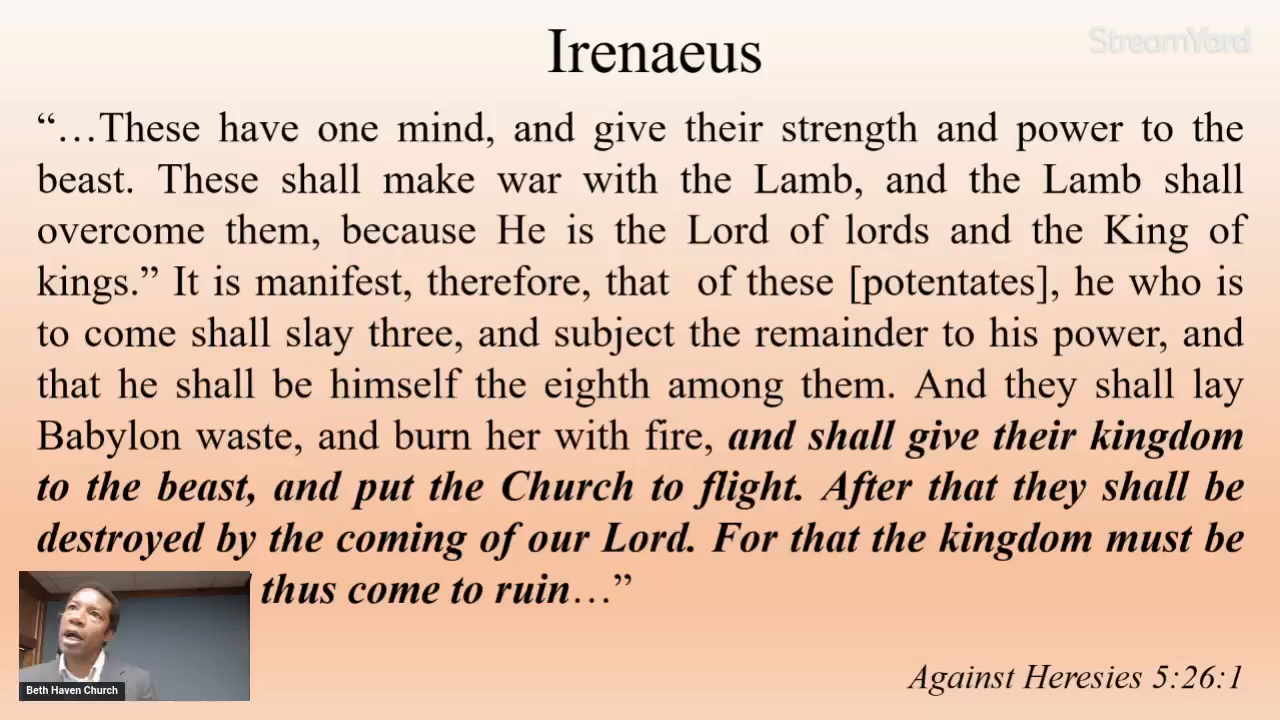 Irenaeus
StreamYard
“…These have one mind, and give their strength and power to the
beast. These shall make war with the Lamb, and the Lamb shall
overcome them, because He is the Lord of lords and the King of
kings.” It is manifest, therefore, that of these [potentates], he who is
to come shall slay three, and subject the remainder to his power, and
that he shall be himself the eighth among them. And they shall lay
Babylon waste, and burn her with fire, and shall give their kingdom
to the beast, and put the Church to flight. After that they shall be
destroyed by the coming of our Lord. For that the kingdom must be
thus come to ruin…”
Beth Haven Church
Against Heresies 5:26:1